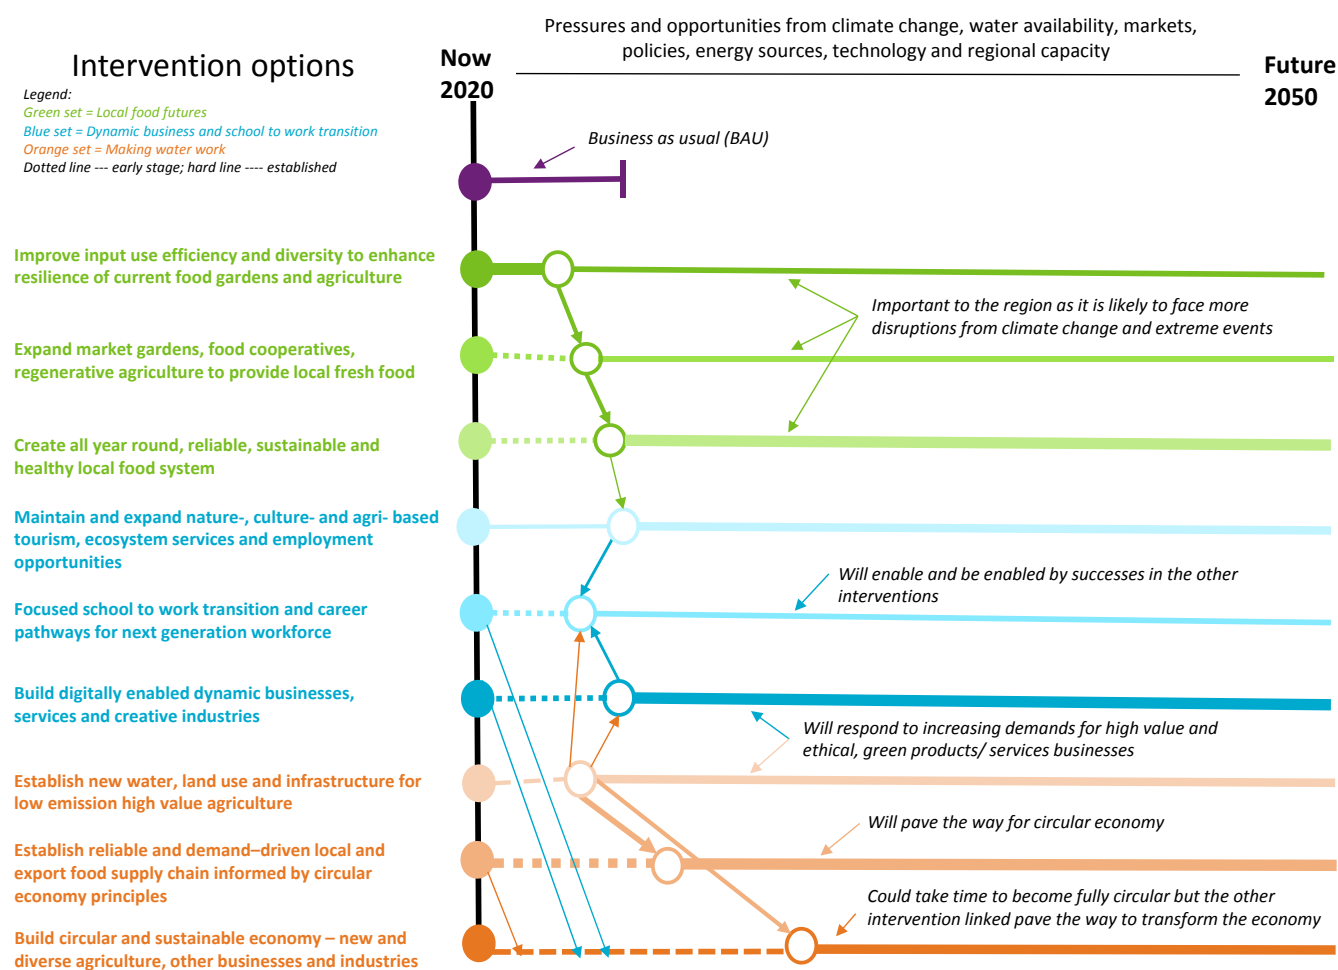 Pressures and opportunities from climate change, water availability, markets,
policies, energy sources, technology and regional capacity
Intervention options
Now
2020
Future
2050
Legend:
Green set = Local food futures
Blue set = Dynamic business and school to work transition
Orange set = Making water work
Dotted line --- early stage; hard line ---- established
Business as usual (BAU)
Improve input use efficiency and diversity to enhance
resilience of current food gardens and agriculture
Important to the region as it is likely to face more
disruptions from climate change and extreme events
Expand market gardens, food cooperatives,
regenerative agriculture to provide local fresh food
Create all year round, reliable, sustainable and
healthy local food system
Maintain and expand nature-, culture- and agri- based
tourism, ecosystem services and employment
opportunities
Will enable and be enabled by successes in the other
interventions
Focused school to work transition and career
pathways for next generation workforce
Build digitally enabled dynamic businesses,
services and creative industries
Will respond to increasing demands for high value and
ethical, green products/ services businesses
Establish new water, land use and infrastructure for
low emission high value agriculture
Will pave the way for circular economy
Establish reliable and demand–driven local and
export food supply chain informed by circular
economy principles
Could take time to become fully circular but the other
intervention linked pave the way to transform the economy
Build circular and sustainable economy – new and
diverse agriculture, other businesses and industries